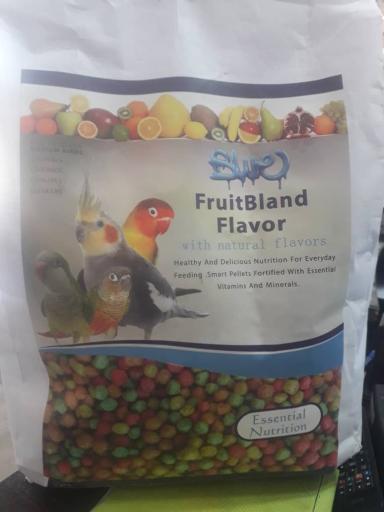 FruitBland
Flavor
with natural flavors
Healthy And Delicious Nutrition For Everyday
Feeding .Smart Pellets Fortified With Essential
Vitamins And Minerals.
Essential
Nutrition